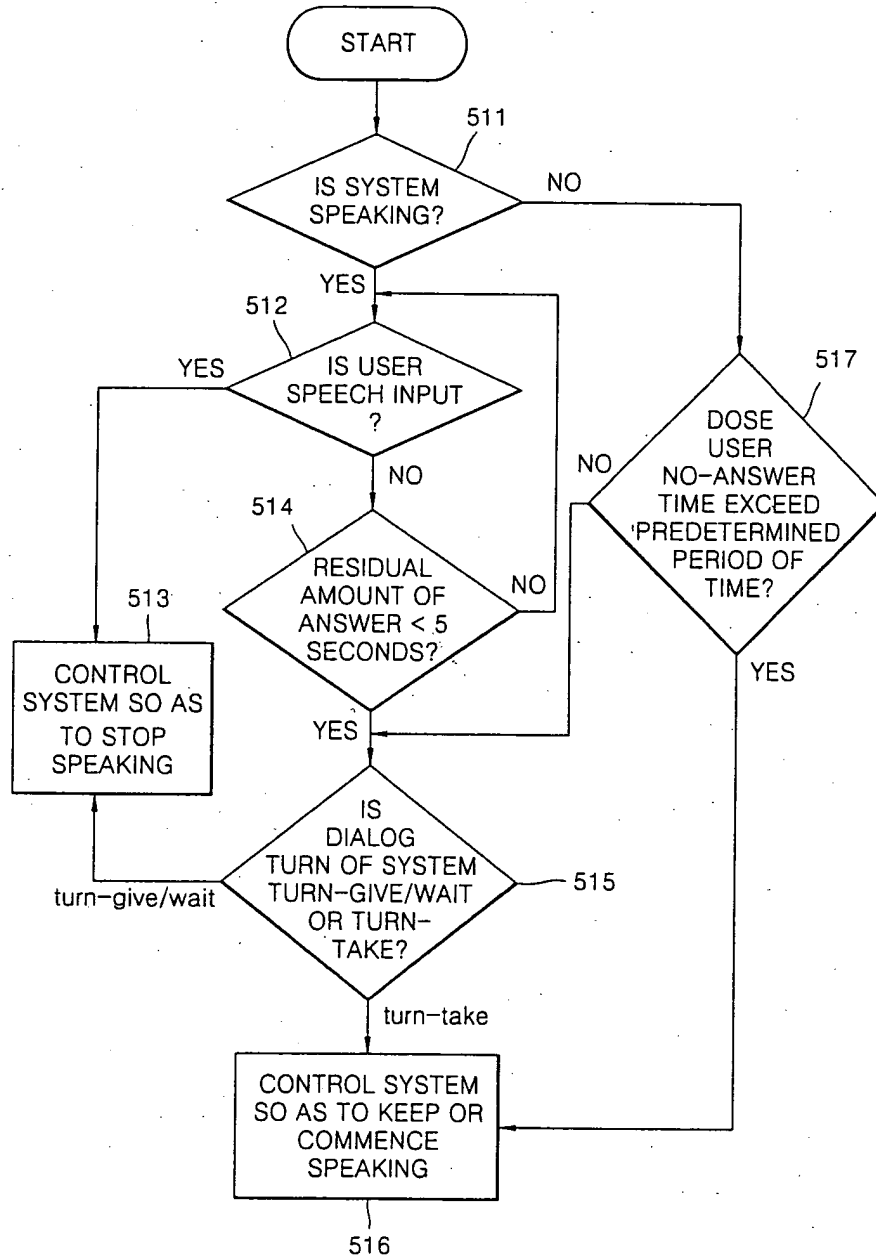 START
511
IS SYSTEM
SPEAKING?
NO
YES
512
YES
IS USER
SPEECH INPUT
?
NO
517
DOSE
USER
NO-ANSWER
TIME EXCEED
PREDETERMINED
PERIOD OF
TIME?
NO
YES
514
RESIDUAL
AMOUNT OF
ANSWER < 5
SECONDS?
NO
YES
513
CONTROL
SYSTEM SO AS
TO STOP
SPEAKING
IS
DIALOG
TURN OF SYSTEM
TURN-GIVE/WAIT
OR TURN-
TAKE?
515
turn-give/wait
turn-take
CONTROL SYSTEM
SO AS TO KEEP OR
COMMENCE
SPEAKING
516